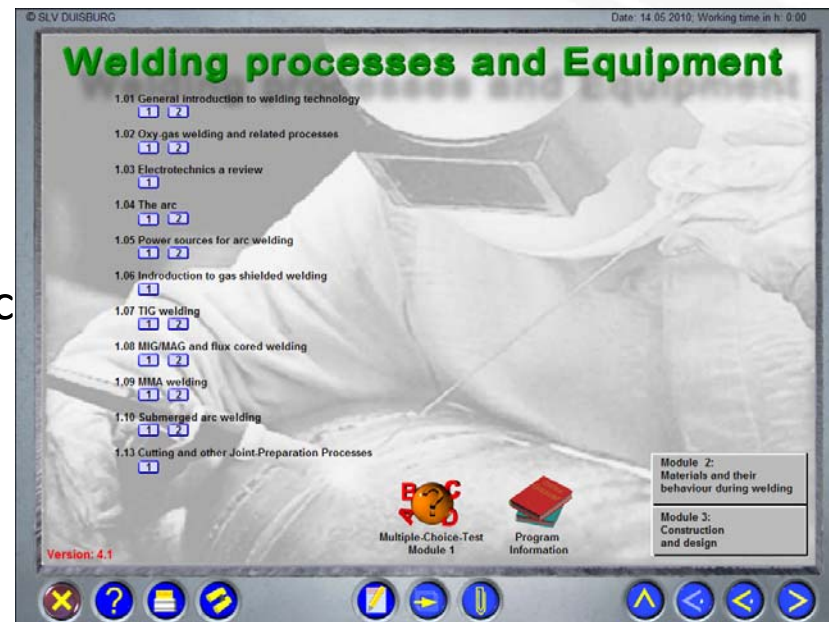 © SLV DUISBURG
Date: 14.05.2010; Working time in h: 0:00
Welding processes and Equipment
1.01 General introduction to welding technology
1 2
1.02 Oxy-gas welding and related processes
1 2
1.03 Electrotechnics a review
1
1.04 The arc
1 2
1.05 Power sources for arc welding
1 2
1.06 Indroduction to gas shielded welding
1
C
1.07 TIG welding
1 2
1.08 MIG/MAG and flux cored welding
1 2
1.09 MMA welding
1 2
1.10 Submerged arc welding
1 2
1.13 Cutting and other Joint-Preparation Processes
1
B C
A ? D
Multiple-Choice-Test
Module 1
Program
Information
Module 2:
Materials and their
behaviour during welding
Module 3:
Construction
and design
Version: 4.1
?